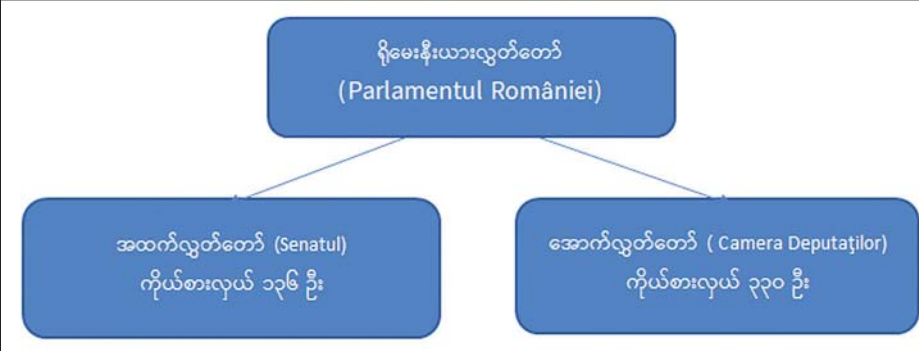 ရိုမေးနီးယားလွှတ်တော်
(Parlamentul României)
အထက်လွှတ်တော် (Senatul)
ကိုယ်စားလှယ် ၁၃၆ ဦး
အောက်လွှတ်တော် ( Camera Deputaţilor)
ကိုယ်စားလှယ် ၃၃၀ ဦး